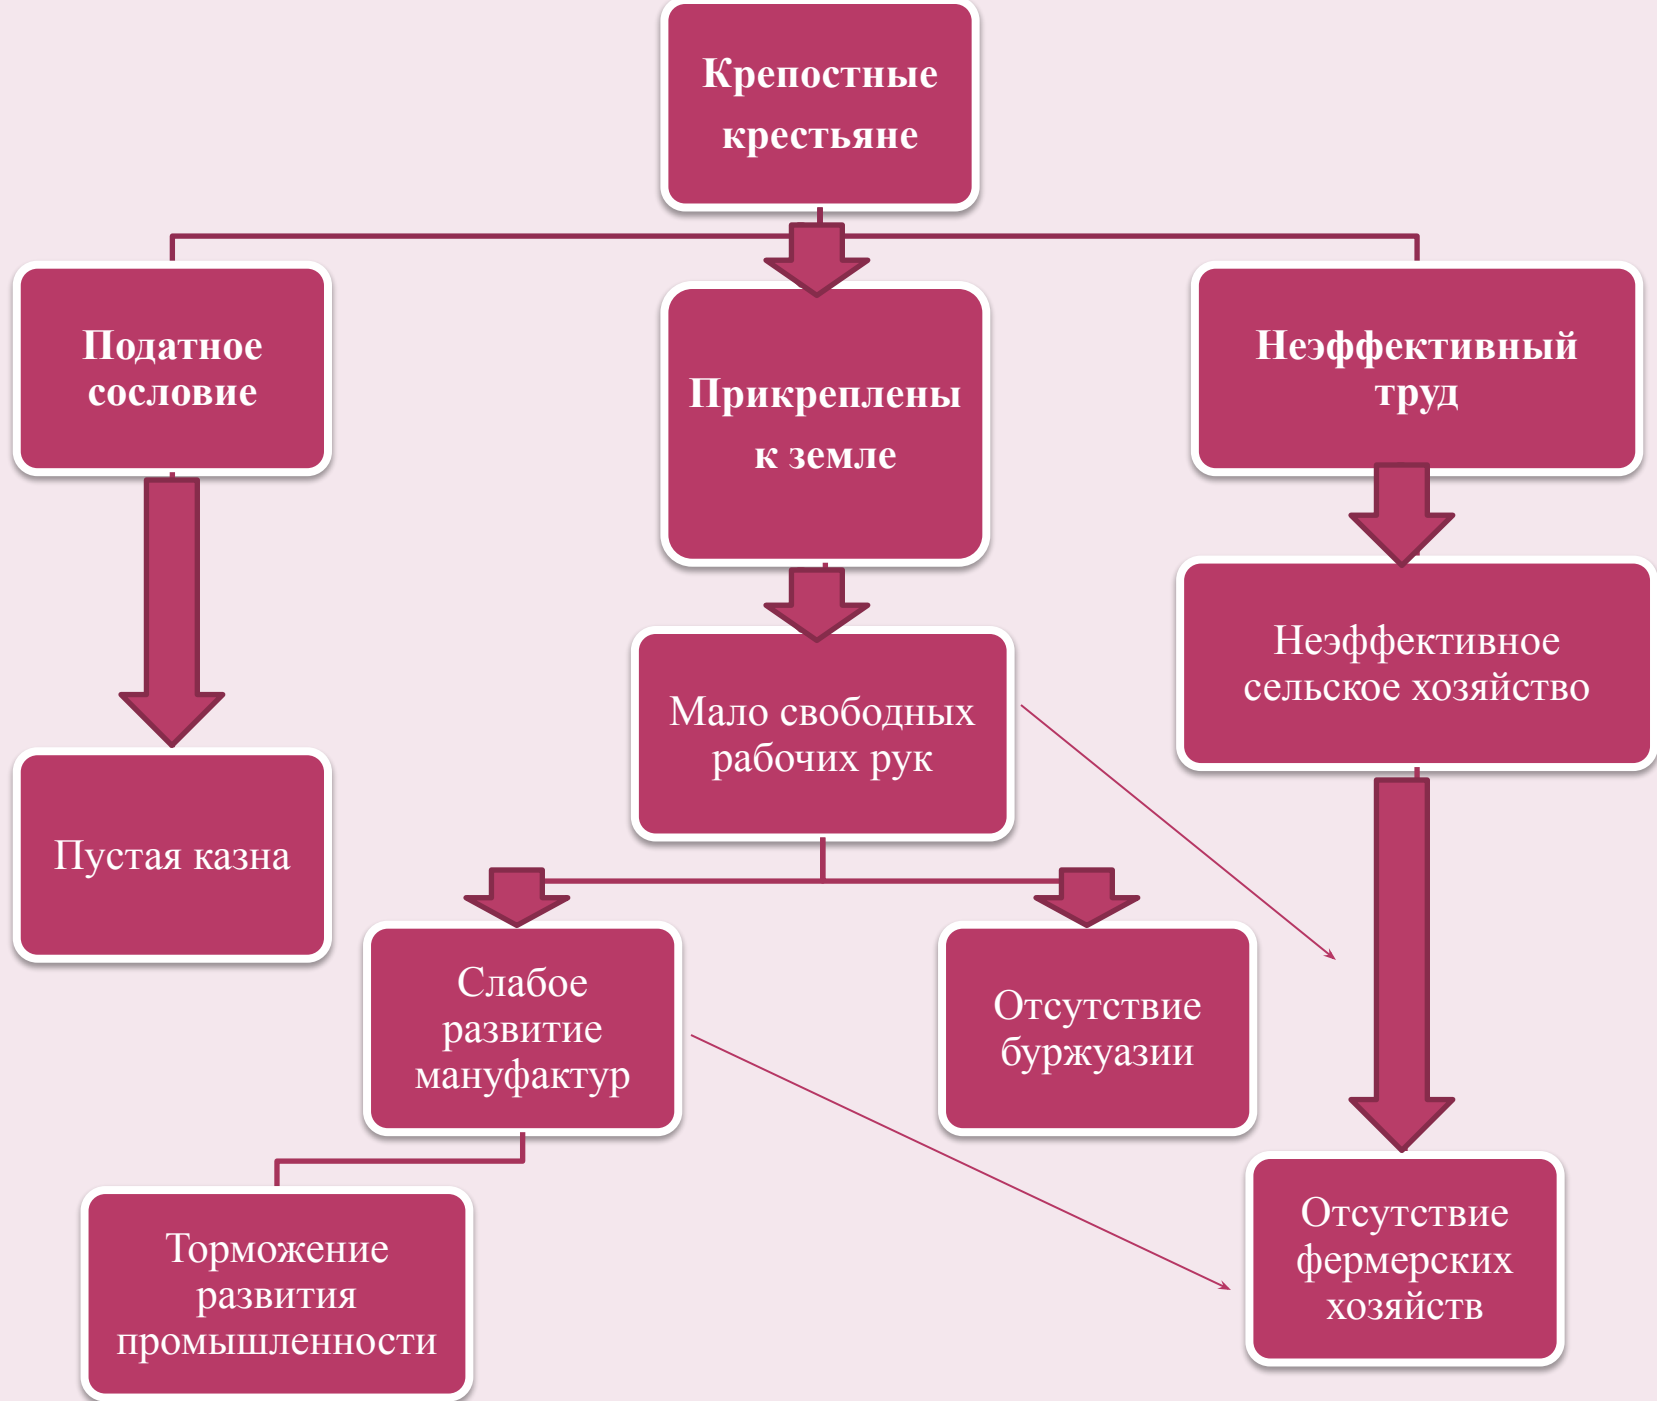 Крепостные
крестьяне
Податное
сословие
Прикреплены
к земле
Неэффективный
труд
Неэффективное
сельское хозяйство
Мало свободных
рабочих рук
Пустая казна
Слабое
развитие
мануфактур
Отсутствие
буржуазии
Торможение
развития
промышленности
Отсутствие
фермерских
хозяйств